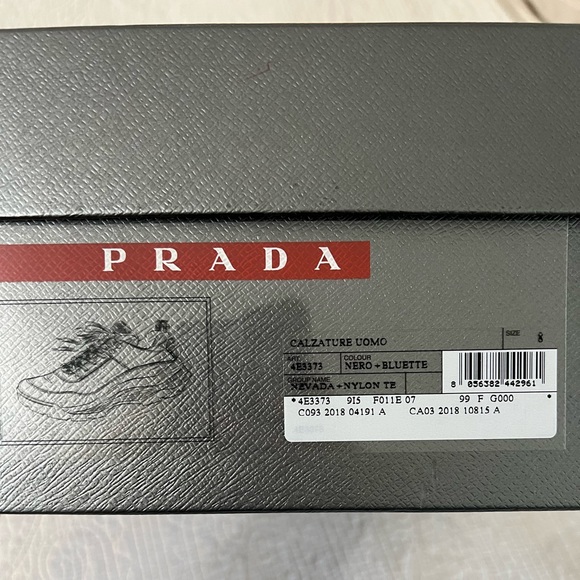 PRADA
CALZATURE UOMO
SIZE 8
ART. 4E3373 COLOUR NERO+BLUETTE
GROUP NAME
NEVADA+NYLON TE
8 056382 442961
* 4E3373 9I5 F011E 07 99 F G000 *
C093 2018 04191 A CA03 2018 10815 A